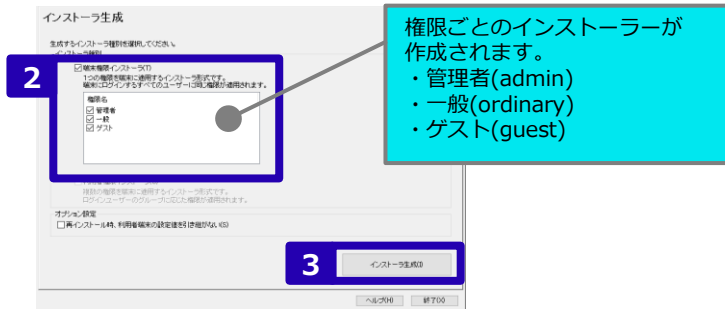 インストーラ生成
生成するインストーラ種別を選択してください。
インストーラ種別
2
端末権限インストーラ(T)
1つの権限を端末に適用するインストーラ形式です。
端末にログインするすべてのユーザーに同じ権限が適用されます。
権限名
管理者
一般
ゲスト
権限ごとのインストーラーが
作成されます。
・管理者(admin)
・一般(ordinary)
・ゲスト(guest)
複数の権限を端末に適用するインストーラ形式です。
ログインユーザーのグループに応じた権限が適用されます。
オプション設定
再インストール時、利用者端末の設定値を引き継がない(S)
3
インストーラ生成(I)
ヘルプ(H)
終了(X)